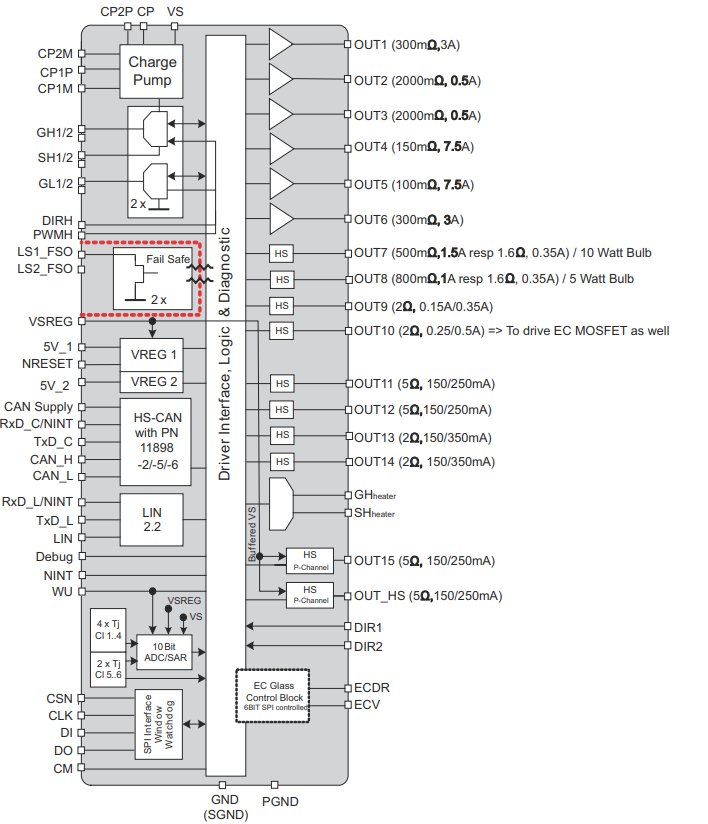 CP2P CP VS
CP2M
CP1P
CP1M
Charge
Pump
GH1/2
SH1/2
GL1/2
2 x
DIRH
PWMH
LS1_FSO
LS2_FSO
Fail Safe
2 x
VSREG
5V_1
NRESET
5V_2
VREG 1
VREG 2
CAN Supply
RxD_C/NINT
TxD_C
CAN_H
CAN_L
HS-CAN
with PN
11898
-2/-5/-6
RxD_L/NINT
TxD_L
LIN
LIN
2.2
Debug
NINT
WU
VSREG
VS
4 x Tj
Cl 1..4
2 x Tj
Cl 5..6
10 Bit
ADC/SAR
CSN
CLK
DI
DO
CM
SPI Interface
Window
Watchdog
Driver Interface, Logic & Diagnostic
OUT1 (300mΩ,3A)
OUT2 (2000mΩ, 0.5A)
OUT3 (2000mΩ, 0.5A)
OUT4 (150mΩ, 7.5A)
OUT5 (100mΩ, 7.5A)
OUT6 (300mΩ, 3A)
HS
OUT7 (500mΩ,1.5A resp 1.6Ω, 0.35A) / 10 Watt Bulb
HS
OUT8 (800mΩ,1A resp 1.6Ω, 0.35A) / 5 Watt Bulb
HS
OUT9 (2Ω, 0.15A/0.35A)
HS
OUT10 (2Ω, 0.25/0.5A) => To drive EC MOSFET as well
HS
OUT11 (5Ω, 150/250mA)
HS
OUT12 (5Ω,150/250mA)
HS
OUT13 (2Ω,150/350mA)
HS
OUT14 (2Ω, 150/350mA)
GHheater
SHheater
Buffered VS
HS
P-Channel
OUT15 (5Ω, 150/250mA)
HS
P-Channel
OUT_HS (5Ω,150/250mA)
DIR1
DIR2
EC Glass
Control Block
6BIT SPI controlled
ECDR
ECV
GND
(SGND)
PGND